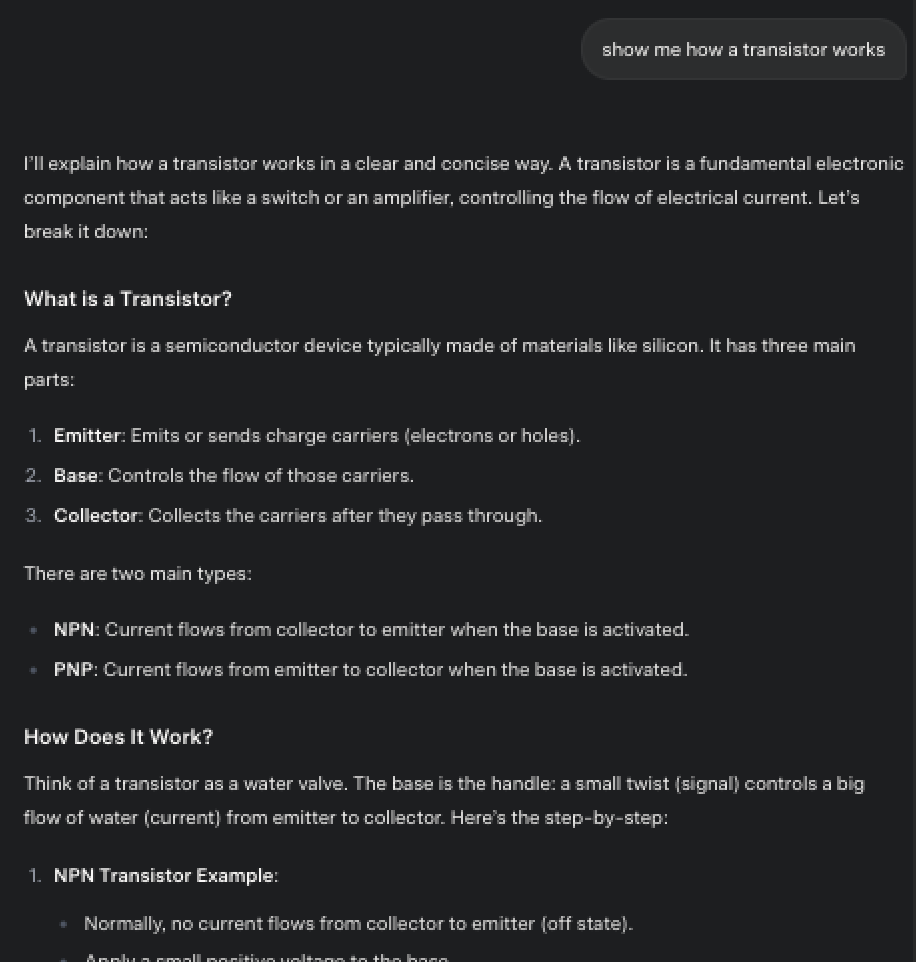 show me how a transistor works
I'll explain how a transistor works in a clear and concise way. A transistor is a fundamental electronic
component that acts like a switch or an amplifier, controlling the flow of electrical current. Let's
break it down:
What is a Transistor?
A transistor is a semiconductor device typically made of materials like silicon. It has three main
parts:
1. Emitter: Emits or sends charge carriers (electrons or holes).
2. Base: Controls the flow of those carriers.
3. Collector: Collects the carriers after they pass through.
There are two main types:
• NPN: Current flows from collector to emitter when the base is activated.
• PNP: Current flows from emitter to collector when the base is activated.
How Does It Work?
Think of a transistor as a water valve. The base is the handle: a small twist (signal) controls a big
flow of water (current) from emitter to collector. Here's the step-by-step:
1. NPN Transistor Example:
• Normally, no current flows from collector to emitter (off state).
• Apply a small positive voltage to the base